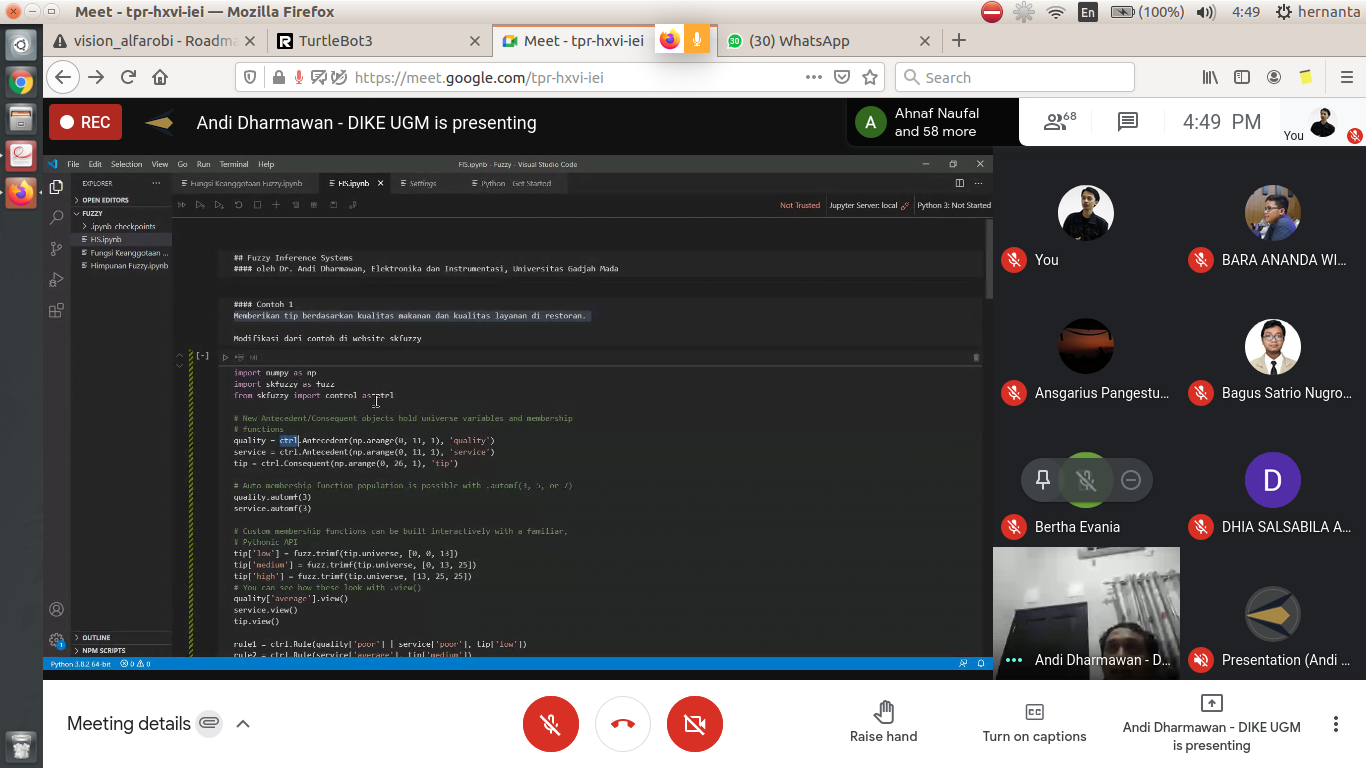 Meet - tpr-hxvi-iei — Mozilla Firefox
En (100%) 4:49 hernanta
vision_alfarobi - Roadma
TurtleBot3
Meet - tpr-hxvi-iei
(30) WhatsApp
https://meet.google.com/tpr-hxvi-iei
Search
REC
Andi Dharmawan - DIKE UGM is presenting
A
Ahnaf Naufal
and 58 more
68
4:49 PM
You
File Edit Selection View Go Run Terminal Help
FIS.ipynb - Fuzzy - Visual Studio Code
EXPLORER
Fungsi Keanggotaan Fuzzy.ipynb
FIS.ipynb
Settings
Python · Get Started
OPEN EDITORS
FUZZY
.ipynb_checkpoints
FIS.ipynb
Fungsi Keanggotaan ...
Himpunan Fuzzy.ipynb
Not Trusted
Jupyter Server: local
Python 3: Not Started
## Fuzzy Inference Systems
#### oleh Dr. Andi Dharmawan, Elektronika dan Instrumentasi, Universitas Gadjah Mada
#### Contoh 1
Memberikan tip berdasarkan kualitas makanan dan kualitas layanan di restoran.
Modifikasi dari contoh di website skfuzzy
[-]
import numpy as np
import skfuzzy as fuzz
from skfuzzy import control as ctrl
# New Antecedent/Consequent objects hold universe variables and membership
# functions
quality = ctrl.Antecedent(np.arange(0, 11, 1), 'quality')
service = ctrl.Antecedent(np.arange(0, 11, 1), 'service')
tip = ctrl.Consequent(np.arange(0, 26, 1), 'tip')
# Auto membership function population is possible with .automf(3, 5, or 7)
quality.automf(3)
service.automf(3)
# Custom membership functions can be built interactively with a familiar,
# Pythonic API
tip['low'] = fuzz.trimf(tip.universe, [0, 0, 13])
tip['medium'] = fuzz.trimf(tip.universe, [0, 13, 25])
tip['high'] = fuzz.trimf(tip.universe, [13, 25, 25])
# You can see how these look with .view()
quality['average'].view()
service.view()
tip.view()
rule1 = ctrl.Rule(quality['poor'] | service['poor'], tip['low'])
rule2 = ctrl.Rule(service['average'], tip['medium'])
OUTLINE
NPM SCRIPTS
1
Python 3.8.2 64-bit
0
0
You
BARA ANANDA WI...
Ansgarius Pangestu...
Bagus Satrio Nugro...
Bertha Evania
D
DHIA SALSABILA A...
Andi Dharmawan - D...
Presentation (Andi ...
Meeting details
Raise hand
CC
Turn on captions
Andi Dharmawan - DIKE UGM
is presenting